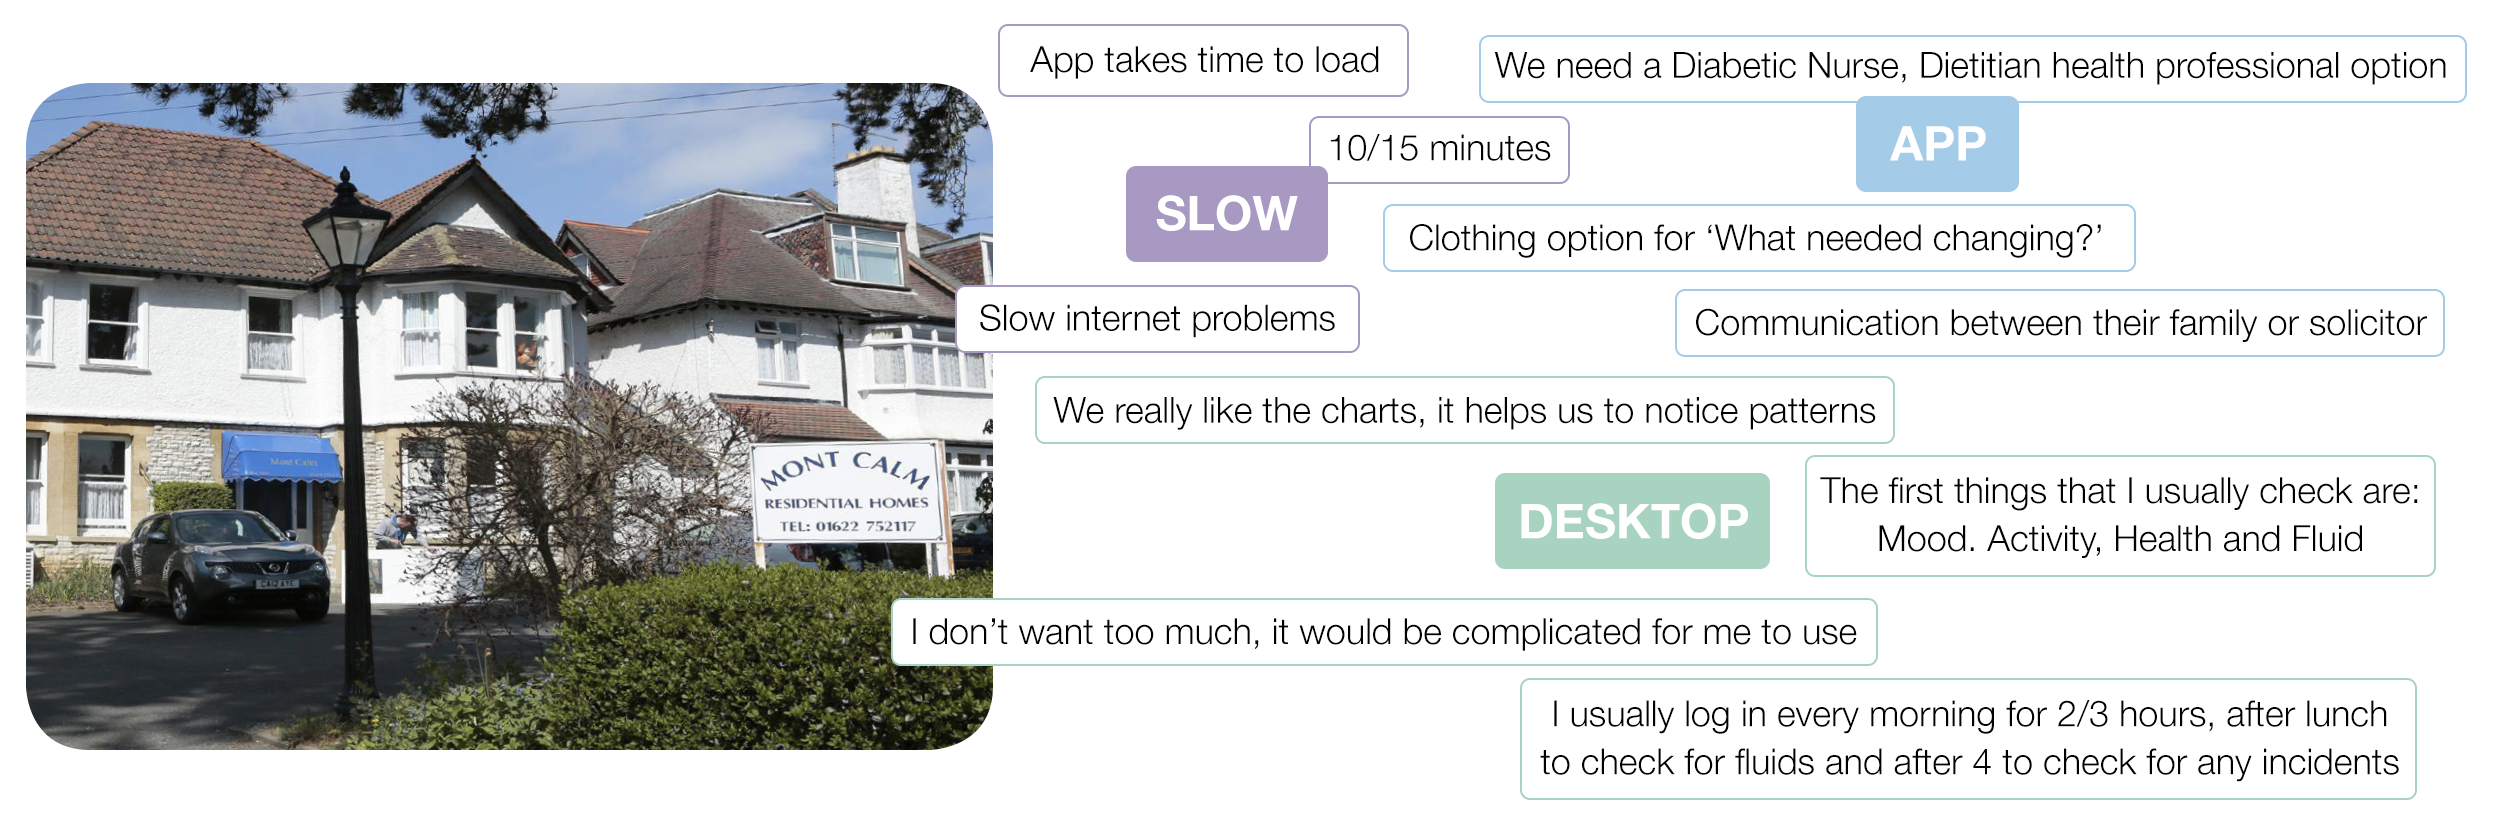 App takes time to load
We need a Diabetic Nurse, Dietitian health professional option
10/15 minutes
APP
SLOW
Clothing option for ‘What needed changing?’
Slow internet problems
Communication between their family or solicitor
We really like the charts, it helps us to notice patterns
Mont Calm
MONT CALM
RESIDENTIAL HOMES
TEL: 01622 752117
DESKTOP
The first things that I usually check are:
Mood. Activity, Health and Fluid
I don’t want too much, it would be complicated for me to use
I usually log in every morning for 2/3 hours, after lunch
to check for fluids and after 4 to check for any incidents